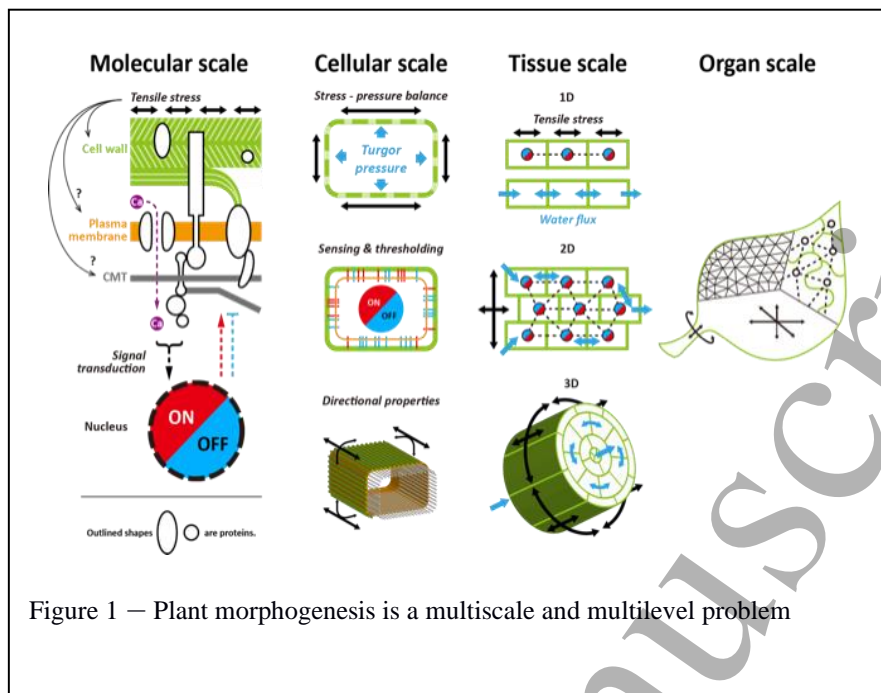 Molecular scale
Cellular scale
Tissue scale
Organ scale
Tensile stress
Cell wall
?
Ca
Plasma
membrane
?
CMT
Ca
Signal
transduction
Nucleus
ON
OFF
Outlined shapes
are proteins.
Stress - pressure balance
Turgor
pressure
Sensing & thresholding
ON
OFF
Directional properties
1D
Tensile stress
Water flux
2D
3D
Figure 1 – Plant morphogenesis is a multiscale and multilevel problem